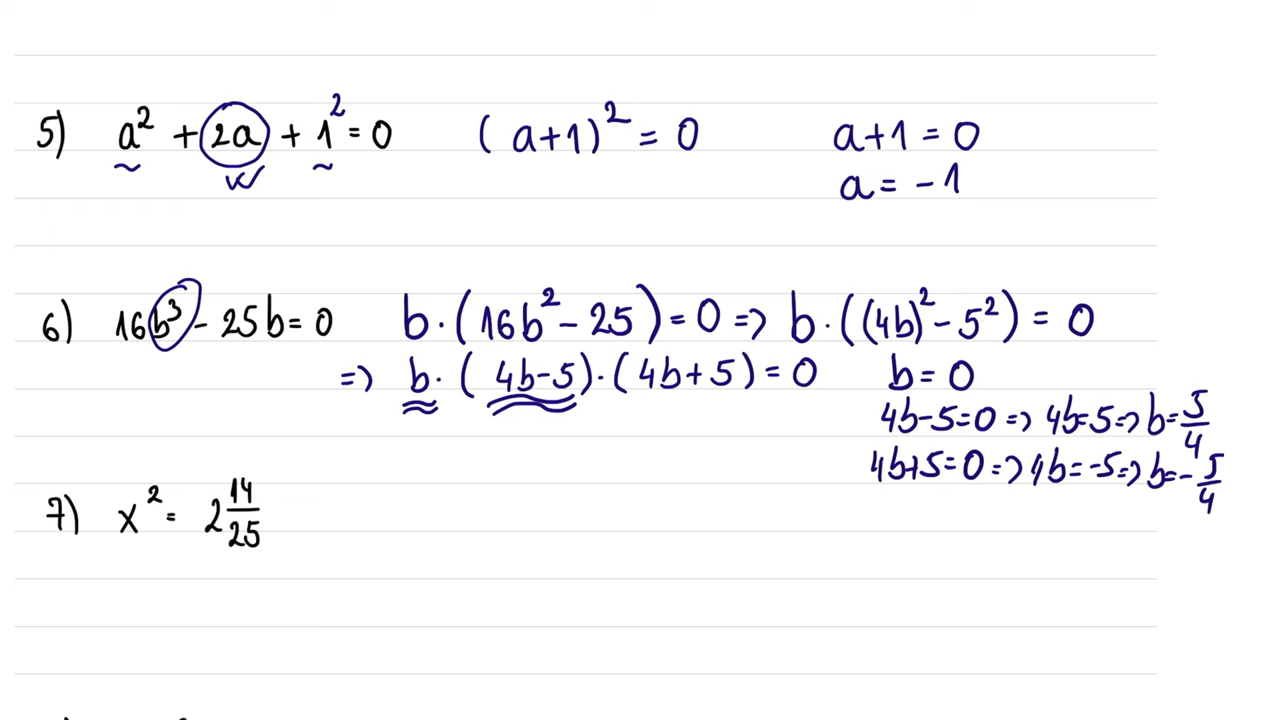 5) a² + 2a + 1² = 0 (a+1)² = 0 a+1 = 0
a = -1
6) 16b³ - 25b = 0 b·(16b² - 25) = 0 => b·((4b)² - 5²) = 0
=> b·(4b-5)·(4b+5) = 0 b = 0
4b-5=0 => 4b=5 => b=5/4
4b+5=0 => 4b=-5 => b=-5/4
7) x² = 2 14/25